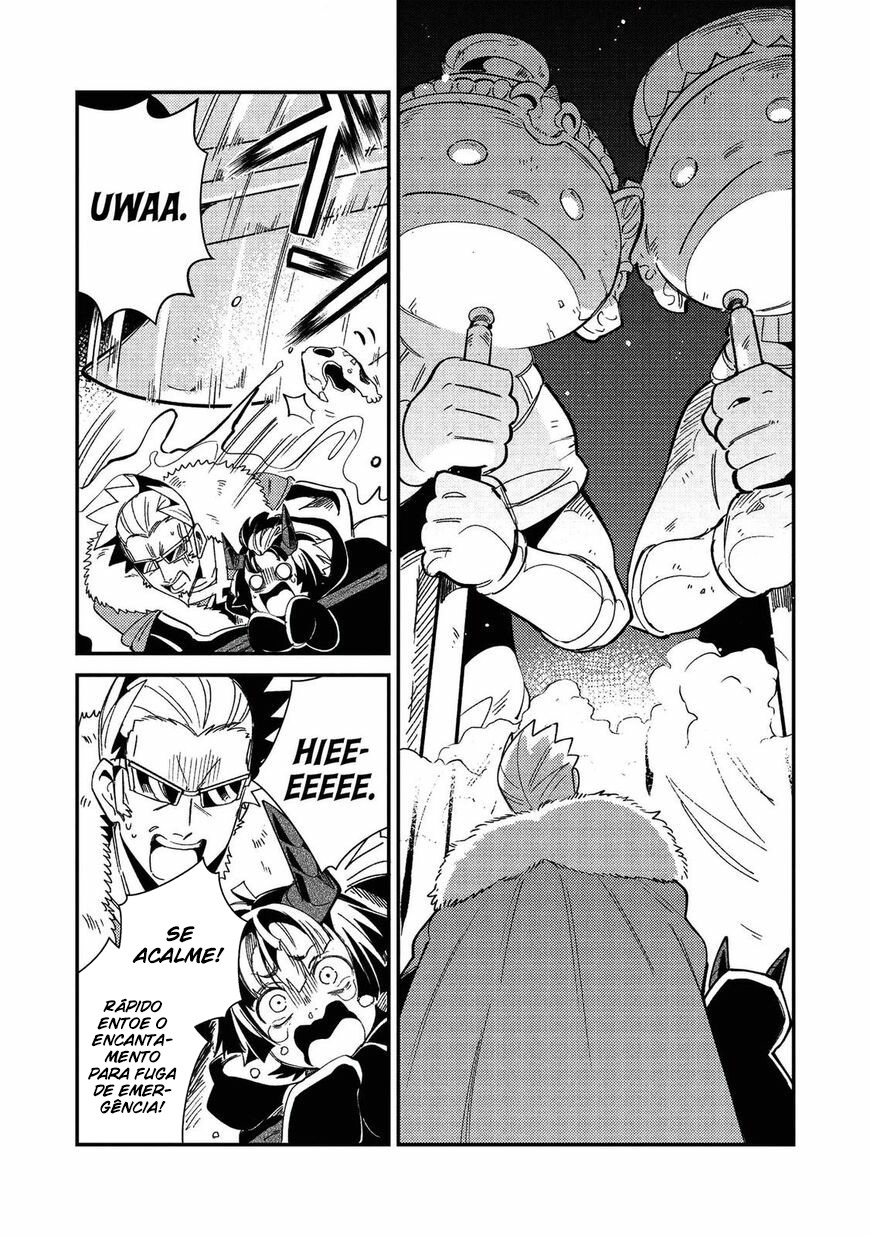 UWAA.
HIEE-
EEEEE.
SE
ACALME!
RÁPIDO
ENTOE O
ENCANTA-
MENTO
PARA FUGA
DE EMER-
GÊNCIA!